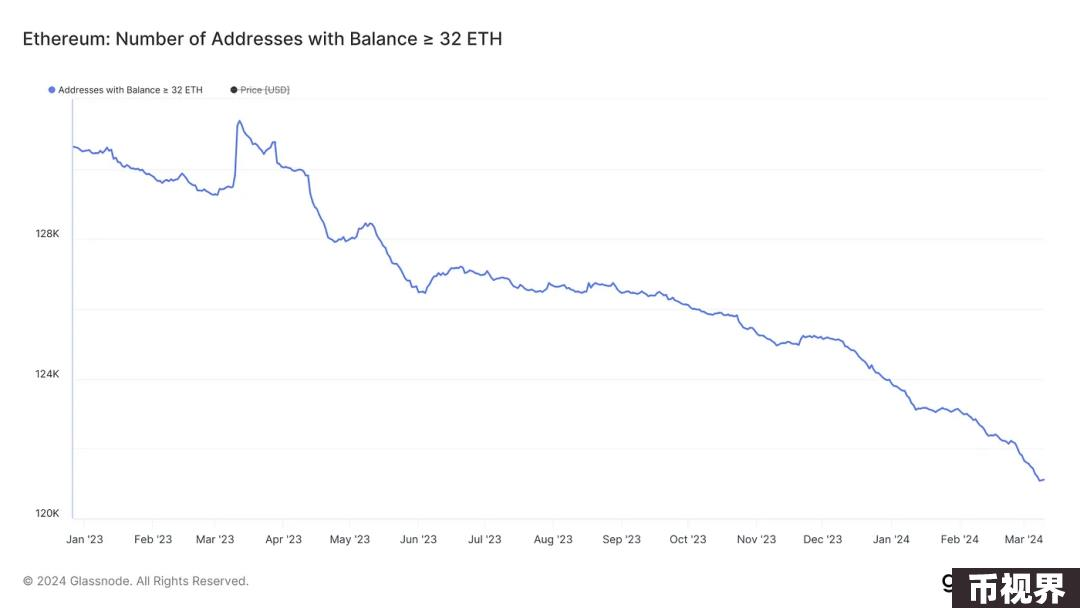 Ethereum: Number of Addresses with Balance ≥ 32 ETH
Addresses with Balance ≥ 32 ETH Price [USD]
128K
124K
120K
Jan '23 Feb '23 Mar '23 Apr '23 May '23 Jun '23 Jul '23 Aug '23 Sep '23 Oct '23 Nov '23 Dec '23 Jan '24 Feb '24 Mar '24
© 2024 Glassnode. All Rights Reserved.
币视界